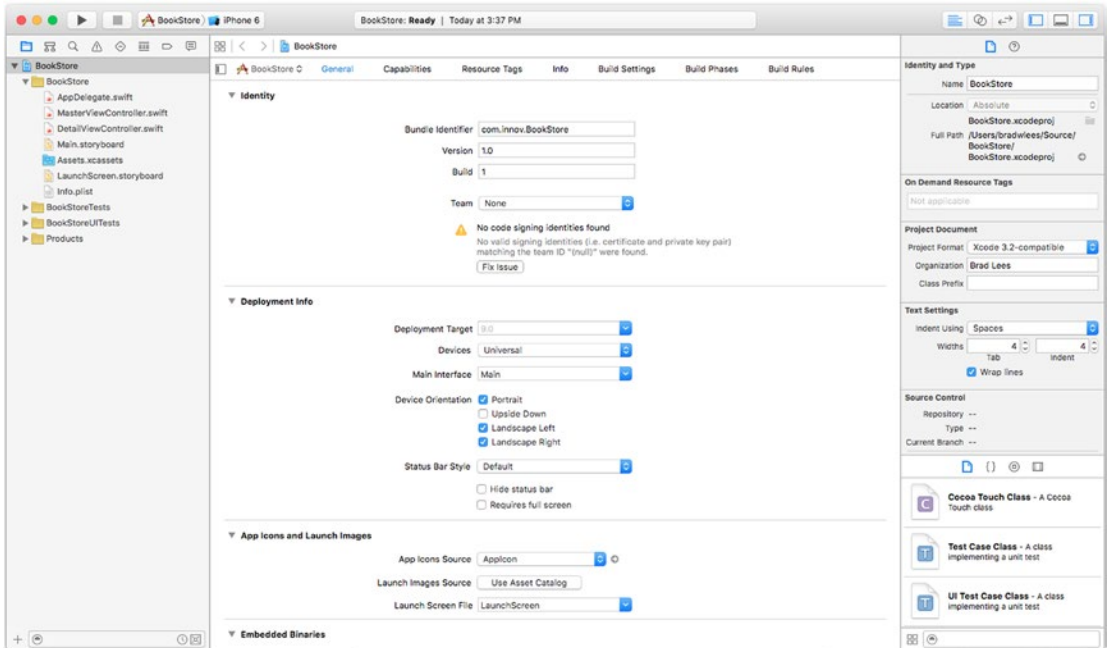 BookStore
iPhone 6
BookStore: Ready | Today at 3:37 PM
BookStore
BookStore
AppDelegate.swift
MasterViewController.swift
DetailViewController.swift
Main.storyboard
Assets.xcassets
LaunchScreen.storyboard
Info.plist
BookStoreTests
BookStoreUITests
Products
BookStore
BookStore General Capabilities Resource Tags Info Build Settings Build Phases Build Rules
Identity
Bundle Identifier com.innov.BookStore
Version 1.0
Build 1
Team None
No code signing identities found
No valid signing identities (i.e. certificate and private key pair)
matching the team ID "(null)" were found.
Fix Issue
Deployment Info
Deployment Target 9.0
Devices Universal
Main Interface Main
Device Orientation Portrait
Upside Down
Landscape Left
Landscape Right
Status Bar Style Default
Hide status bar
Requires full screen
App Icons and Launch Images
App Icons Source AppIcon
Launch Images Source Use Asset Catalog
Launch Screen File LaunchScreen
Embedded Binaries
Identity and Type
Name BookStore
Location Absolute
BookStore.xcodeproj
Full Path /Users/bradwlees/Source/
BookStore/
BookStore.xcodeproj
On Demand Resource Tags
Not applicable
Project Document
Project Format Xcode 3.2-compatible
Organization Brad Lees
Class Prefix
Text Settings
Indent Using Spaces
Widths 4 4
Tab Indent
Wrap lines
Source Control
Repository --
Type --
Current Branch --
{ }
C
Cocoa Touch Class - A Cocoa
Touch class
T
Test Case Class - A class
implementing a unit test
T
UI Test Case Class - A class
implementing a unit test